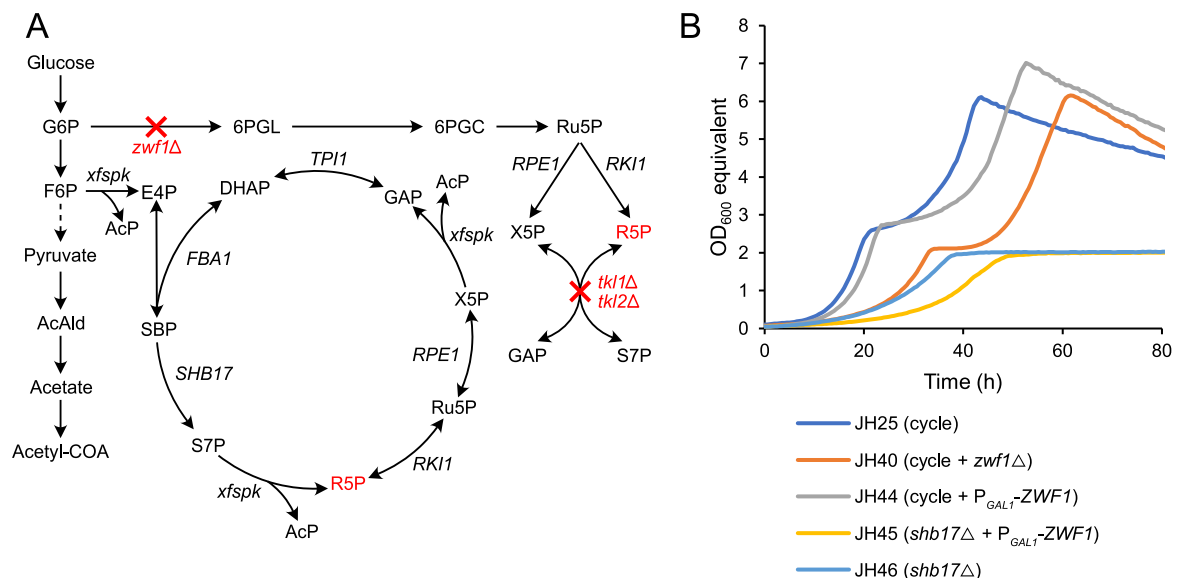 A
Glucose
G6P
6PGL
6PGC
Ru5P
zwf1Δ
RPE1
RKI1
F6P
xfspk
E4P
AcP
DHAP
TPI1
GAP
AcP
xfspk
X5P
R5P
Pyruvate
FBA1
tkl1Δ
tkl2Δ
AcAld
SBP
X5P
GAP
S7P
SHB17
RPE1
Acetate
Ru5P
S7P
RKI1
Acetyl-COA
xfspk
R5P
AcP
B
OD600 equivalent
8
7
6
5
4
3
2
1
0
0 20 40 60 80
Time (h)
JH25 (cycle)
JH40 (cycle + zwf1△)
JH44 (cycle + PGAL1-ZWF1)
JH45 (shb17△ + PGAL1-ZWF1)
JH46 (shb17△)